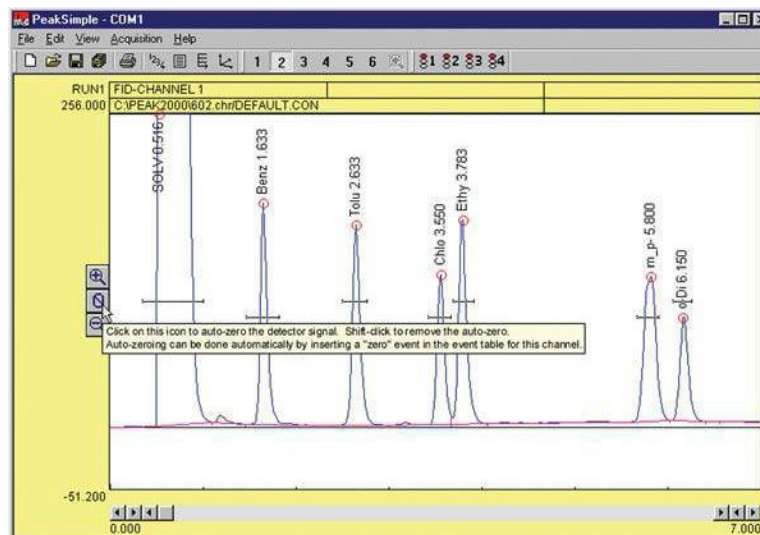 PeakSimple - COM1
File Edit View Acquisition Help
1 2 3 4 5 6 1 2 3 4
RUN1 FID-CHANNEL 1
256.000 C:\PEAK2000\602.chr/DEFAULT.CON
SOLV 0.516
Benz 1.633
Tolu 2.633
Chlo 3.550
Ethy 3.783
m_p- 5.800
o-Di 6.150
Click on this icon to auto-zero the detector signal. Shift-click to remove the auto-zero.
Auto-zeroing can be done automatically by inserting a "zero" event in the event table for this channel.
-51.200
0.000 7.000